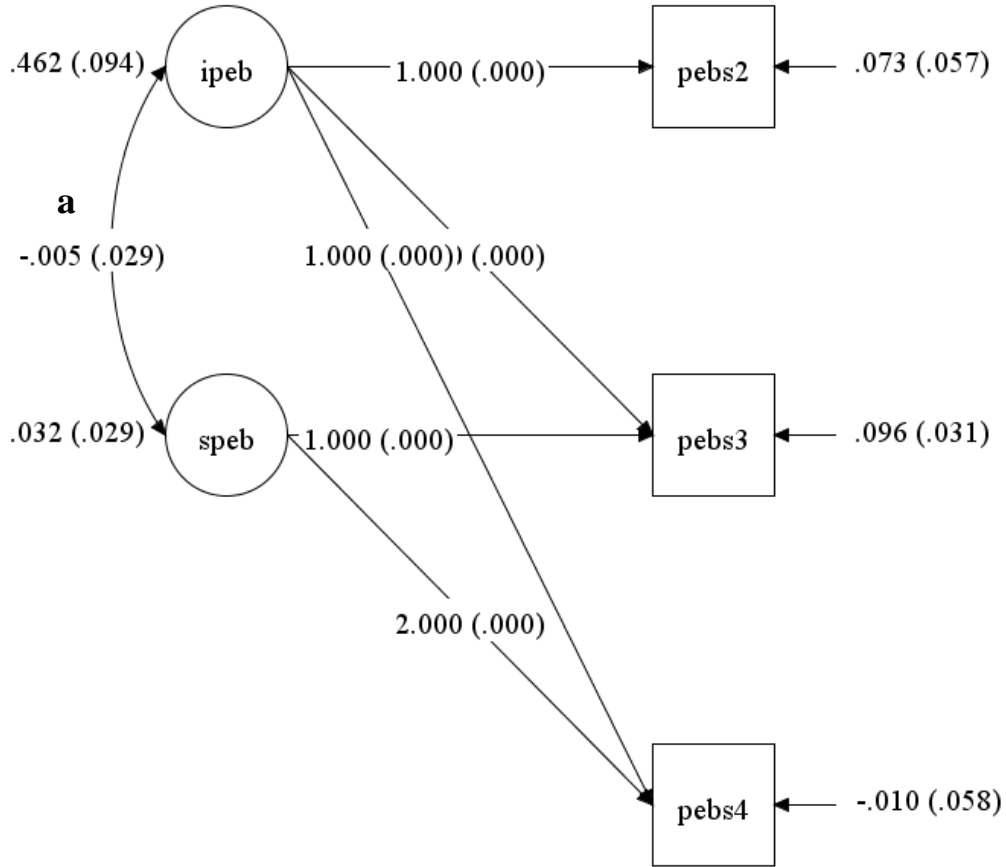 .462 (.094)
ipeb
1.000 (.000)
pebs2
.073 (.057)
a
-.005 (.029)
1.000 (.000)
) (.000)
.032 (.029)
speb
1.000 (.000)
pebs3
.096 (.031)
2.000 (.000)
pebs4
-.010 (.058)